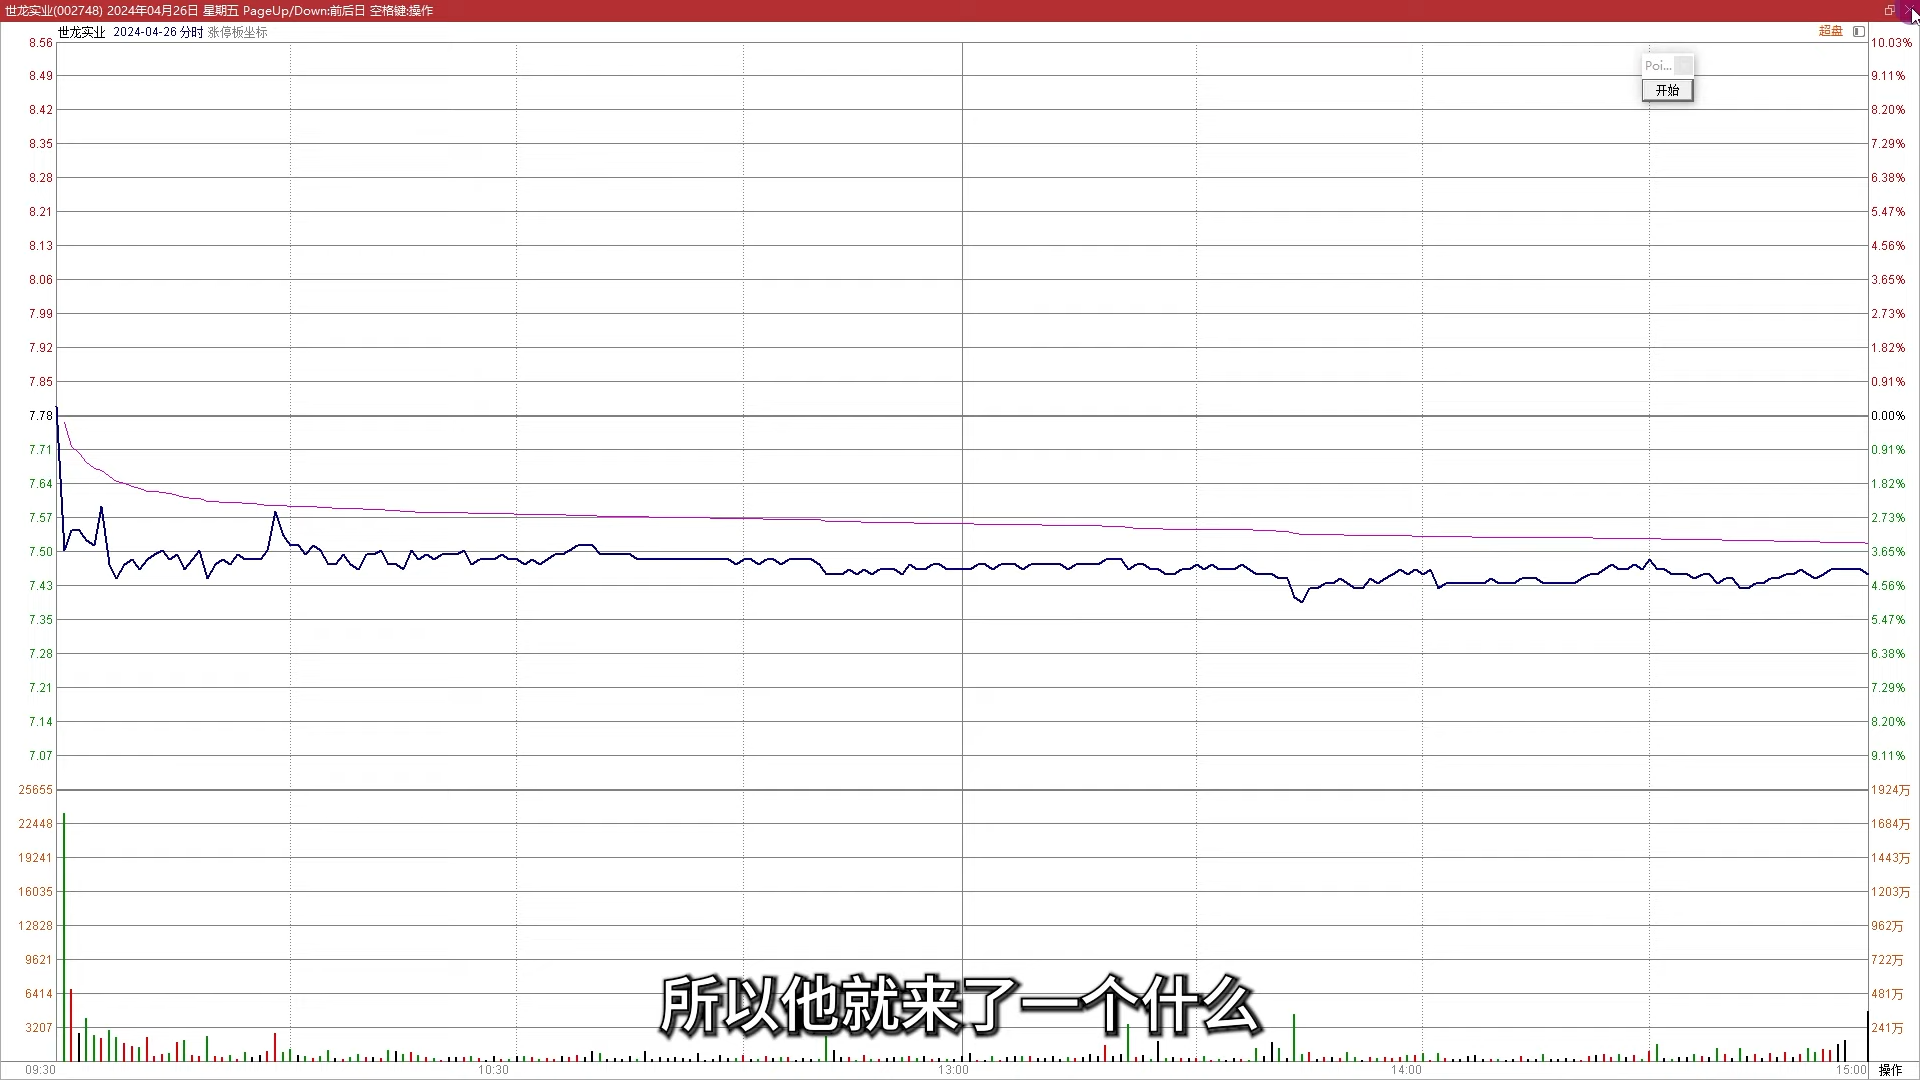 世龙实业(002748) 2024年04月26日 星期五 PageUp/Down:前后日 空格键:操作
世龙实业 2024-04-26 分时 涨停板坐标
超盘
8.56 10.03%
Poi...
8.49 9.11%
开始
8.42 8.20%
8.35 7.29%
8.28 6.38%
8.21 5.47%
8.13 4.56%
8.06 3.65%
7.99 2.73%
7.92 1.82%
7.85 0.91%
7.78 0.00%
7.71 0.91%
7.64 1.82%
7.57 2.73%
7.50 3.65%
7.43 4.56%
7.35 5.47%
7.28 6.38%
7.21 7.29%
7.14 8.20%
7.07 9.11%
25655 1924万
22448 1684万
19241 1443万
16035 1203万
12828 962万
9621 722万
6414 481万
所以他就来了一个什么
3207 241万
09:30 10:30 13:00 14:00 15:00 操作